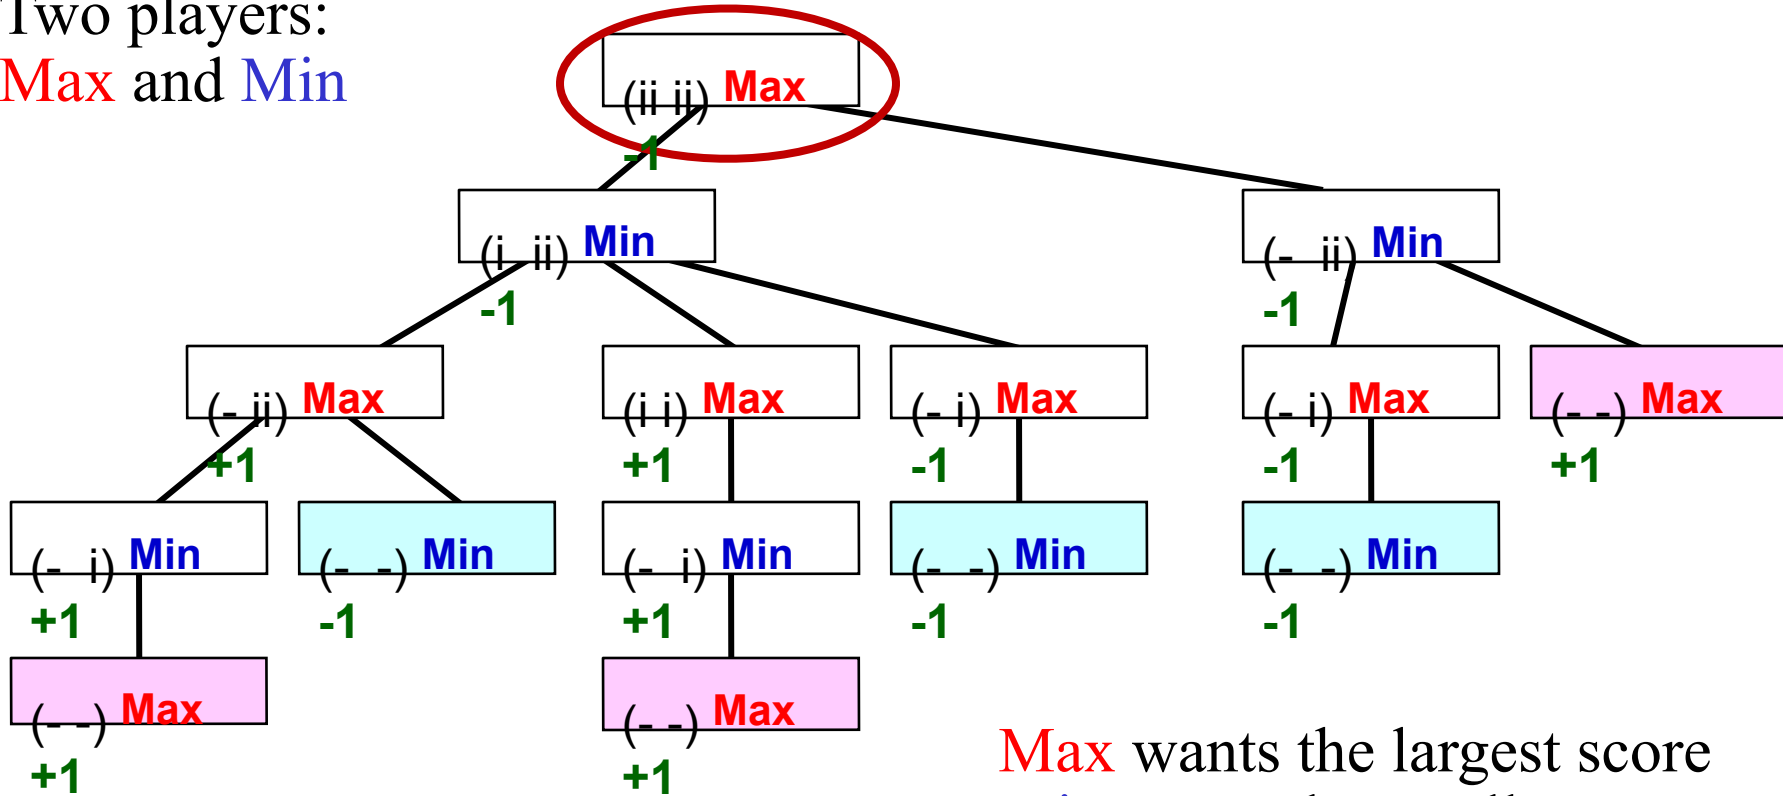 Two players:
Max and Min
(ii ii) Max
-1
(i ii) Min
-1
(- ii) Min
-1
(- ii) Max
+1
(i i) Max
+1
(- i) Max
-1
(- i) Max
-1
(- -) Max
+1
(- i) Min
+1
(- -) Min
-1
(- i) Min
+1
(- -) Min
-1
(- -) Min
-1
(- -) Max
+1
(- -) Max
+1
Max wants the largest score